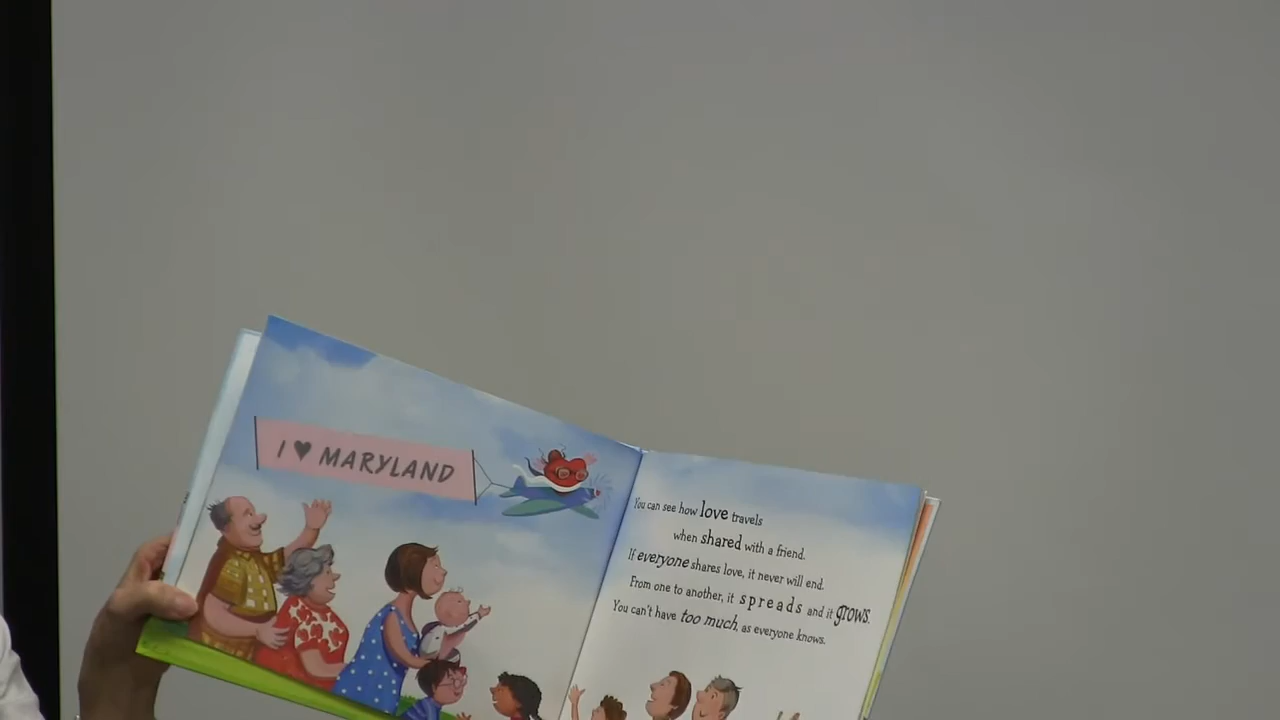 I ♥ MARYLAND
You can see how love travels
when shared with a friend.
If everyone shares love, it never will end.
From one to another, it spreads and it grows.
You can't have too much, as everyone knows.